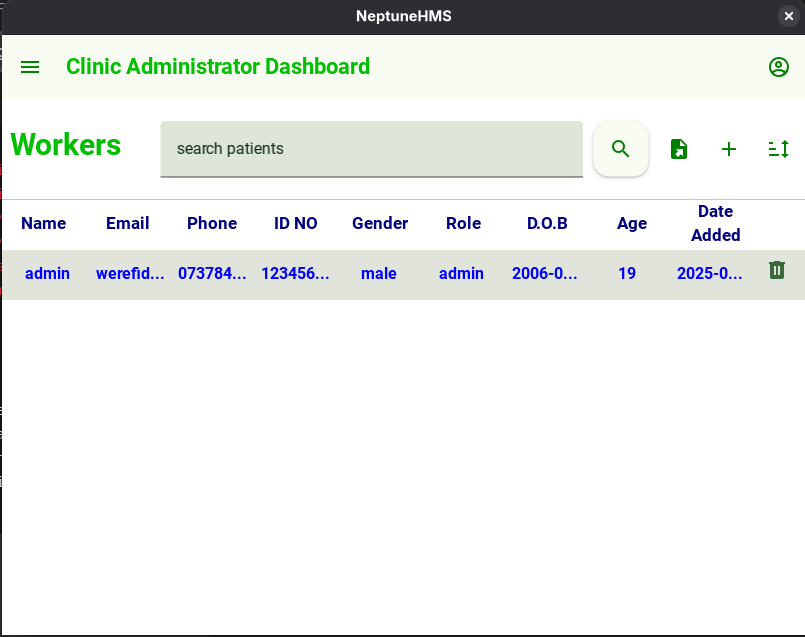 NeptuneHMS
Clinic Administrator Dashboard
Workers
search patients
Name Email Phone ID NO Gender Role D.O.B Age Date Added
admin werefid... 073784... 123456... male admin 2006-0... 19 2025-0...